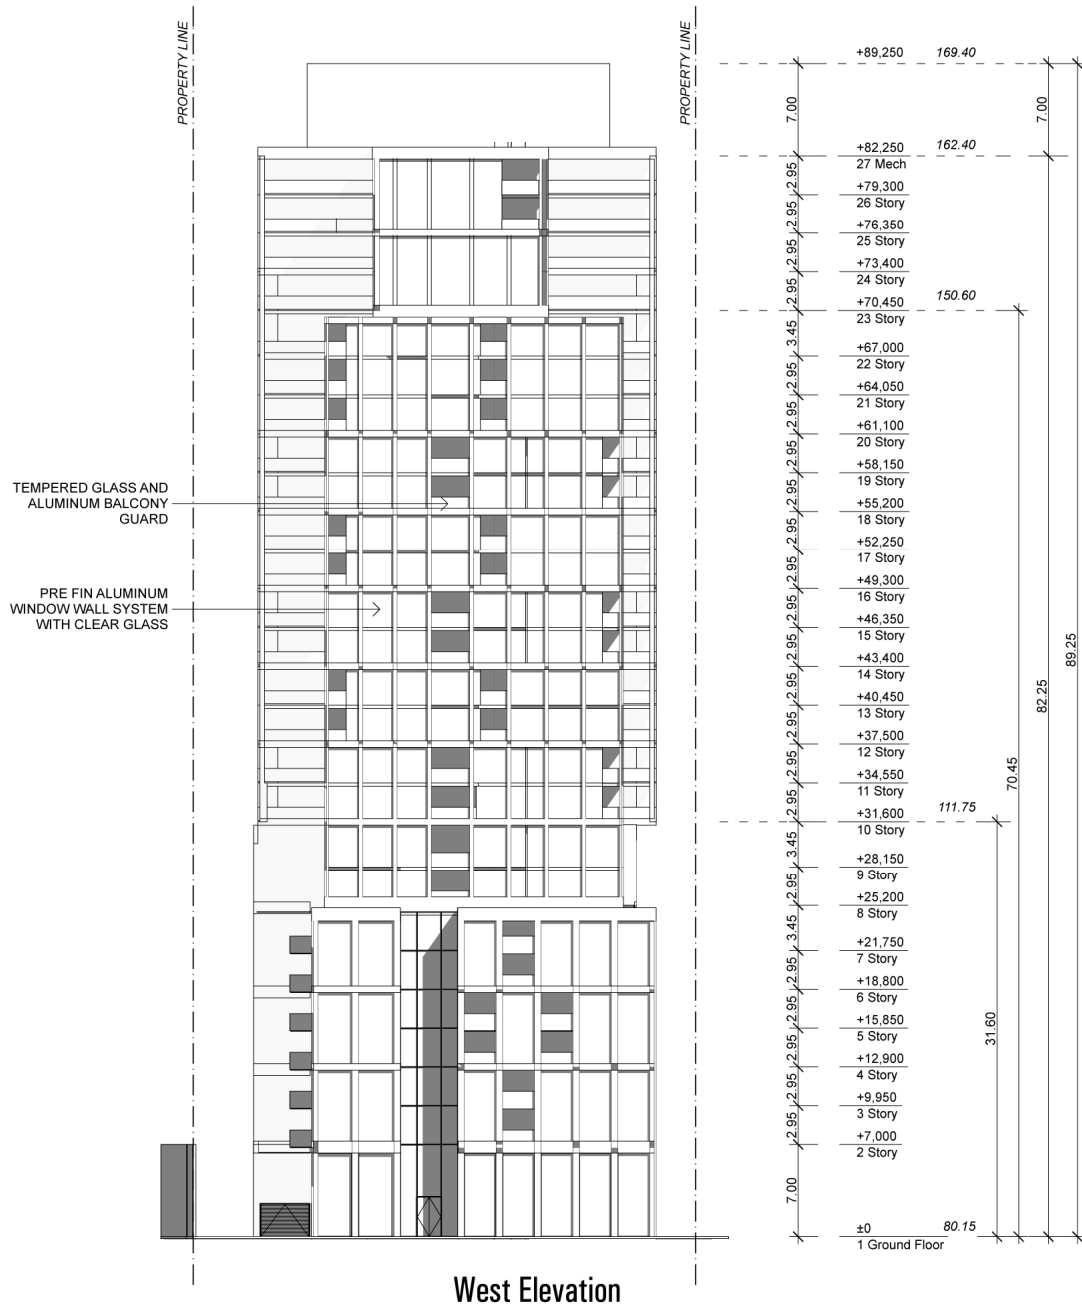 PROPERTY LINE
PROPERTY LINE
+89,250 169.40
7.00
7.00
+82,250 162.40
27 Mech
2.95
+79,300
26 Story
2.95
+76,350
25 Story
2.95
+73,400
24 Story
2.95
+70,450 150.60
23 Story
3.45
+67,000
22 Story
2.95
+64,050
21 Story
2.95
+61,100
20 Story
2.95
+58,150
19 Story
2.95
+55,200
18 Story
2.95
+52,250
17 Story
2.95
+49,300
16 Story
2.95
+46,350
15 Story
2.95
+43,400
14 Story
2.95
+40,450
13 Story
2.95
+37,500
12 Story
2.95
+34,550
11 Story
2.95
+31,600 111.75
10 Story
3.45
+28,150
9 Story
2.95
+25,200
8 Story
3.45
+21,750
7 Story
2.95
+18,800
6 Story
2.95
+15,850
5 Story
2.95
+12,900
4 Story
2.95
+9,950
3 Story
2.95
+7,000
2 Story
7.00
±0 80.15
1 Ground Floor
31.60
70.45
82.25
89.25
TEMPERED GLASS AND
ALUMINUM BALCONY
GUARD
PRE FIN ALUMINUM
WINDOW WALL SYSTEM
WITH CLEAR GLASS
West Elevation